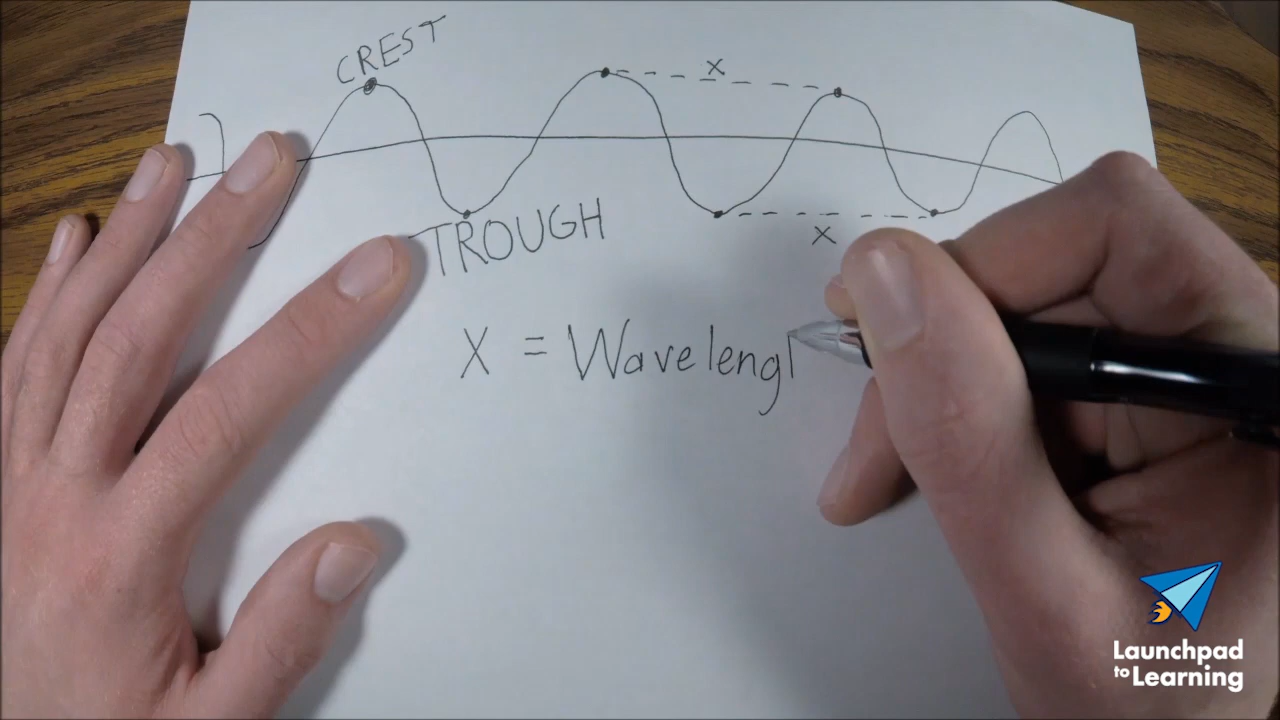 CREST
x
TROUGH
x
X = Wavelengl
Launchpad
to Learning